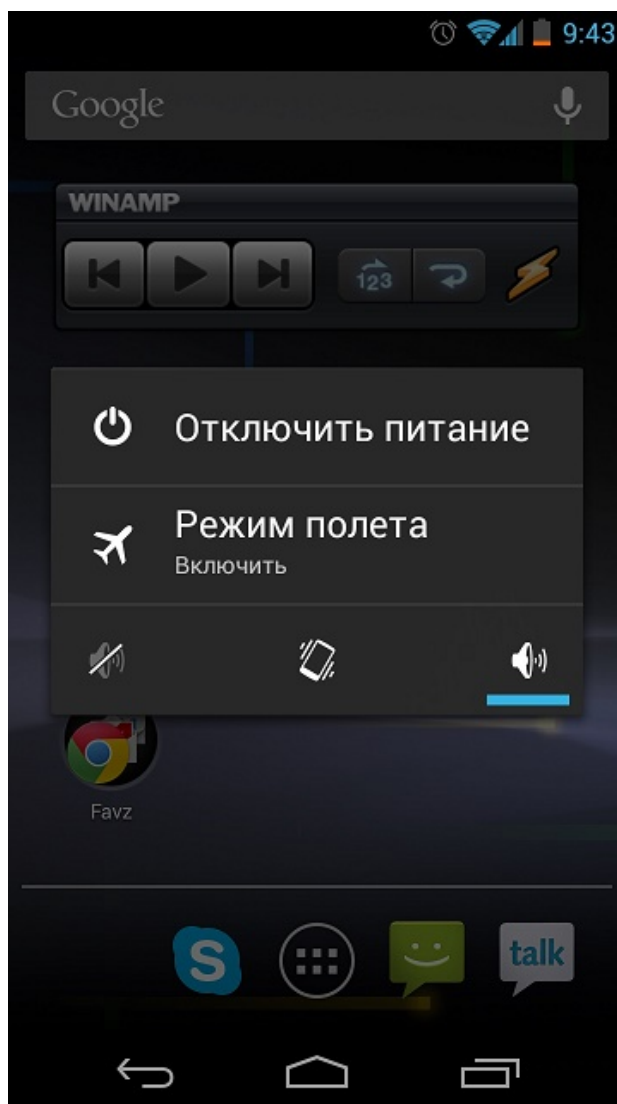 9:43
Google
WINAMP
123
Отключить питание
Режим полета
Включить
Favz
S
talk